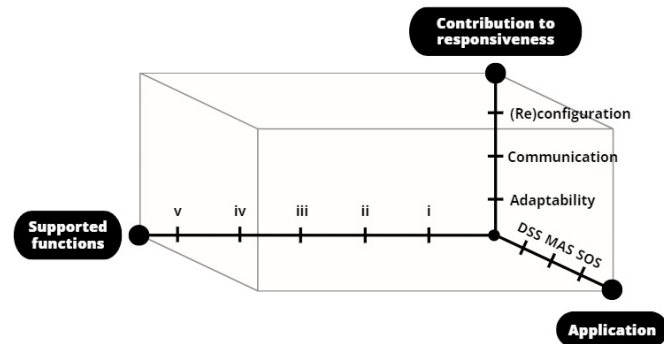 Contribution to
responsiveness
(Re)configuration
Communication
Adaptability
v iv iii ii i
Supported
functions
DSS MAS SOS
Application